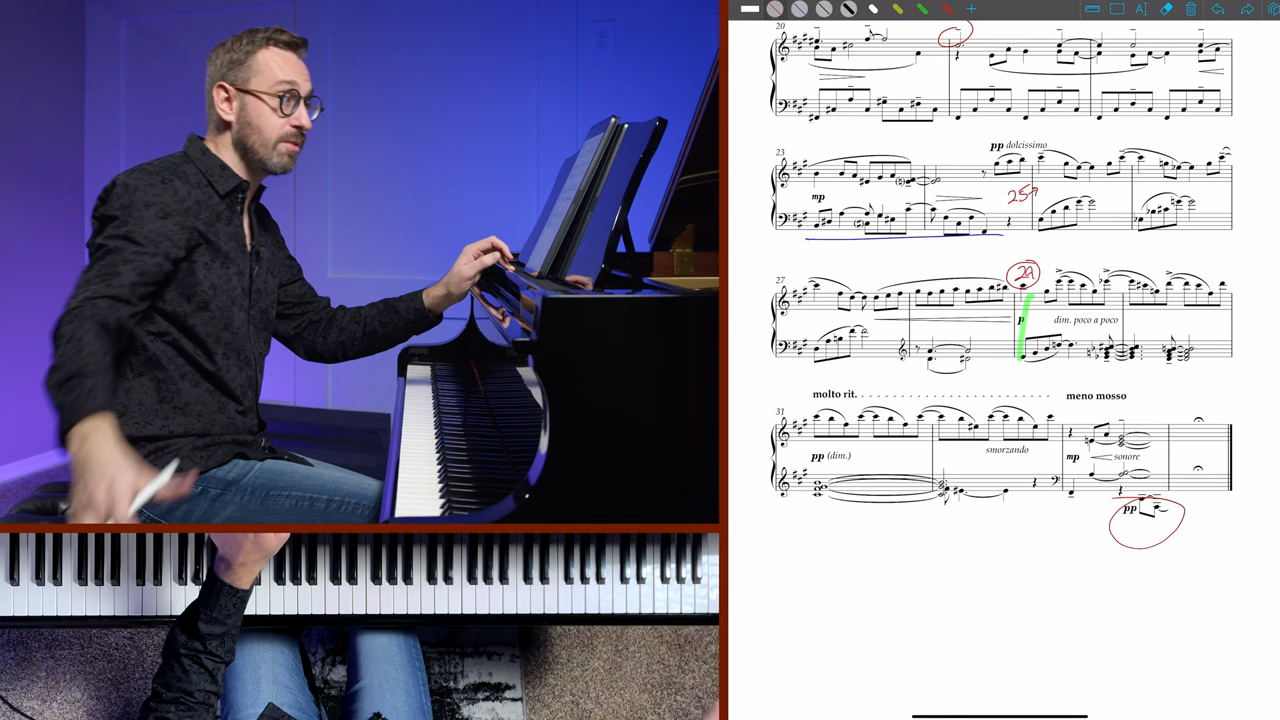 20
23
pp dolcissimo
mp
25
27
29
p
dim. poco a poco
molto rit.
meno mosso
31
pp (dim.)
smorzando
mp
sonore
pp